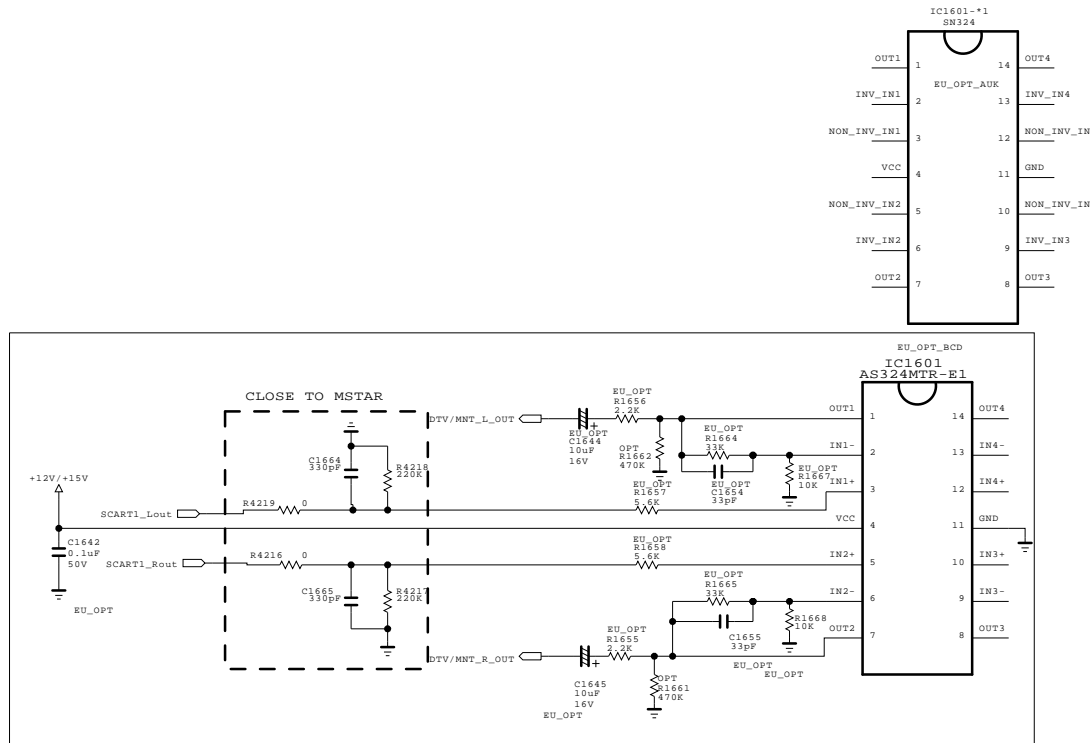 IC1601-*1
SN324
OUT1
1
14
OUT4
EU_OPT_AUK
INV_IN1
2
13
INV_IN4
NON_INV_IN1
3
12
NON_INV_IN
VCC
4
11
GND
NON_INV_IN2
5
10
NON_INV_IN
INV_IN2
6
9
INV_IN3
OUT2
7
8
OUT3
EU_OPT_BCD
IC1601
AS324MTR-E1
CLOSE TO MSTAR
DTV/MNT_L_OUT
EU_OPT
C1644
10uF
16V
EU_OPT
R1656
2.2K
OPT
R1662
470K
EU_OPT
R1664
33K
EU_OPT
C1654
33pF
EU_OPT
R1667
10K
OUT1
1
14
OUT4
IN1-
2
13
IN4-
IN1+
3
12
IN4+
VCC
4
11
GND
IN2+
5
10
IN3+
IN2-
6
9
IN3-
OUT2
7
8
OUT3
C1664
330pF
R4218
220K
+12V/+15V
SCART1_Lout
R4219
0
EU_OPT
R1657
5.6K
C1642
0.1uF
50V
EU_OPT
SCART1_Rout
R4216
0
EU_OPT
R1658
5.6K
C1665
330pF
R4217
220K
EU_OPT
R1665
33K
C1655
33pF
EU_OPT
R1668
10K
EU_OPT
DTV/MNT_R_OUT
EU_OPT
R1655
2.2K
C1645
10uF
16V
EU_OPT
OPT
R1661
470K